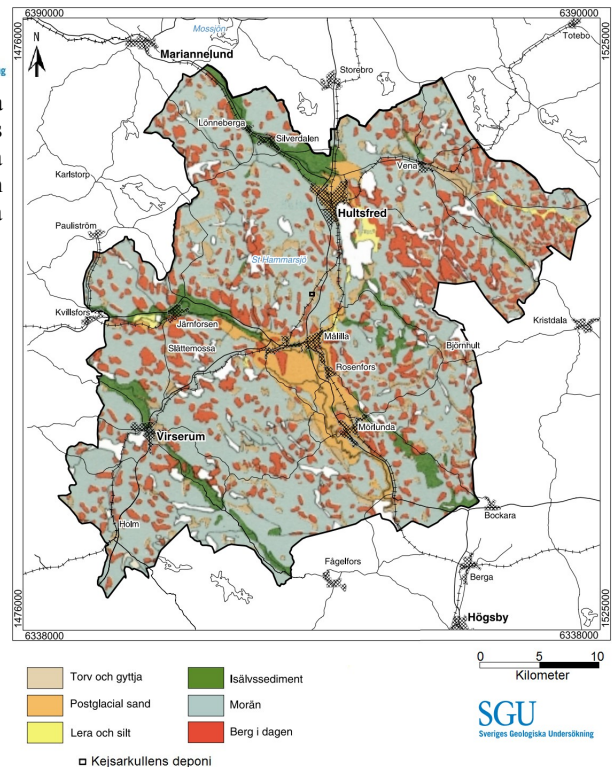 6390000
6390000
1476000
1525000
N
Mossjön
Totebo
Mariannelund
Storebo
Lönneberga
Silverdalen
Vena
Karlstorp
Hultsfred
Pauliström
St Hammarsjö
Kvillsfors
Järnforsen
Kristdala
Slättemossa
Målilla
Björnhult
Rosenfors
Mörlunda
Virserum
Holm
Bockara
Fågelfors
Berga
Högsby
1476000
1525000
6338000
6338000
Torv och gyttja
Postglacial sand
Lera och silt
Isälvssediment
Morän
Berg i dagen
Kejsarkullens deponi
0 5 10
Kilometer
SGU
Sveriges Geologiska Undersökning